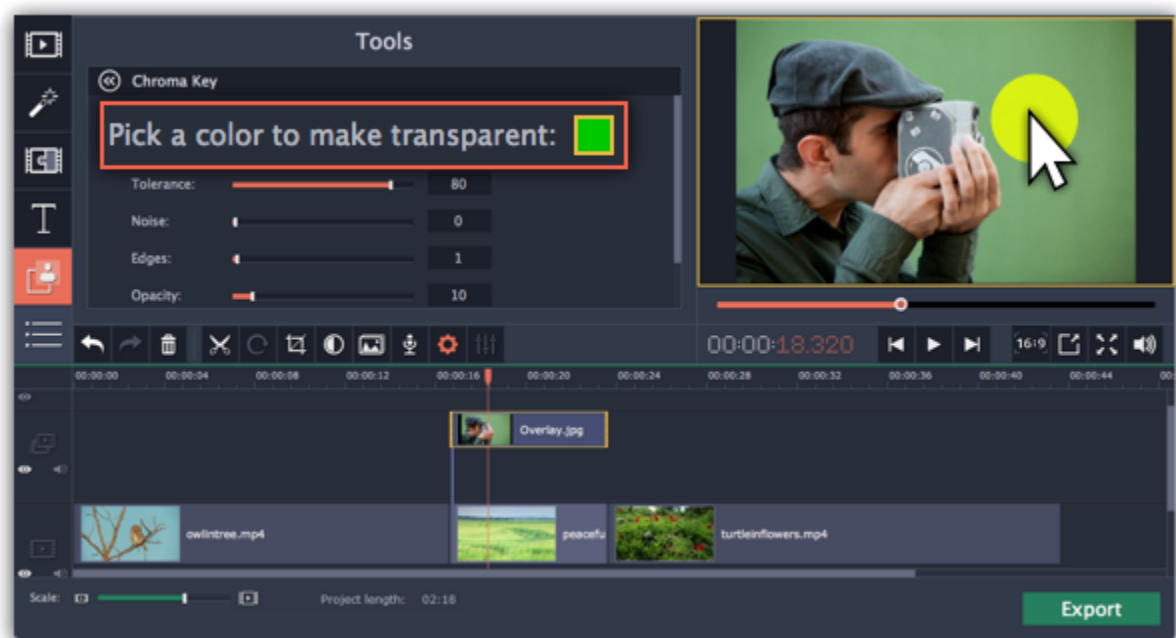 Tools
Chroma Key
Pick a color to make transparent:
Tolerance: 80
Noise: 0
Edges: 1
Opacity: 10
T
00:00:18.320
16:9
00:00:00 00:00:04 00:00:08 00:00:12 00:00:16 00:00:20 00:00:24 00:00:28 00:00:32 00:00:36 00:00:40 00:00:44 00:
Overlay.jpg
owlintree.mp4
peacefu
turtleinflowers.mp4
Scale:
Project length: 02:18
Export